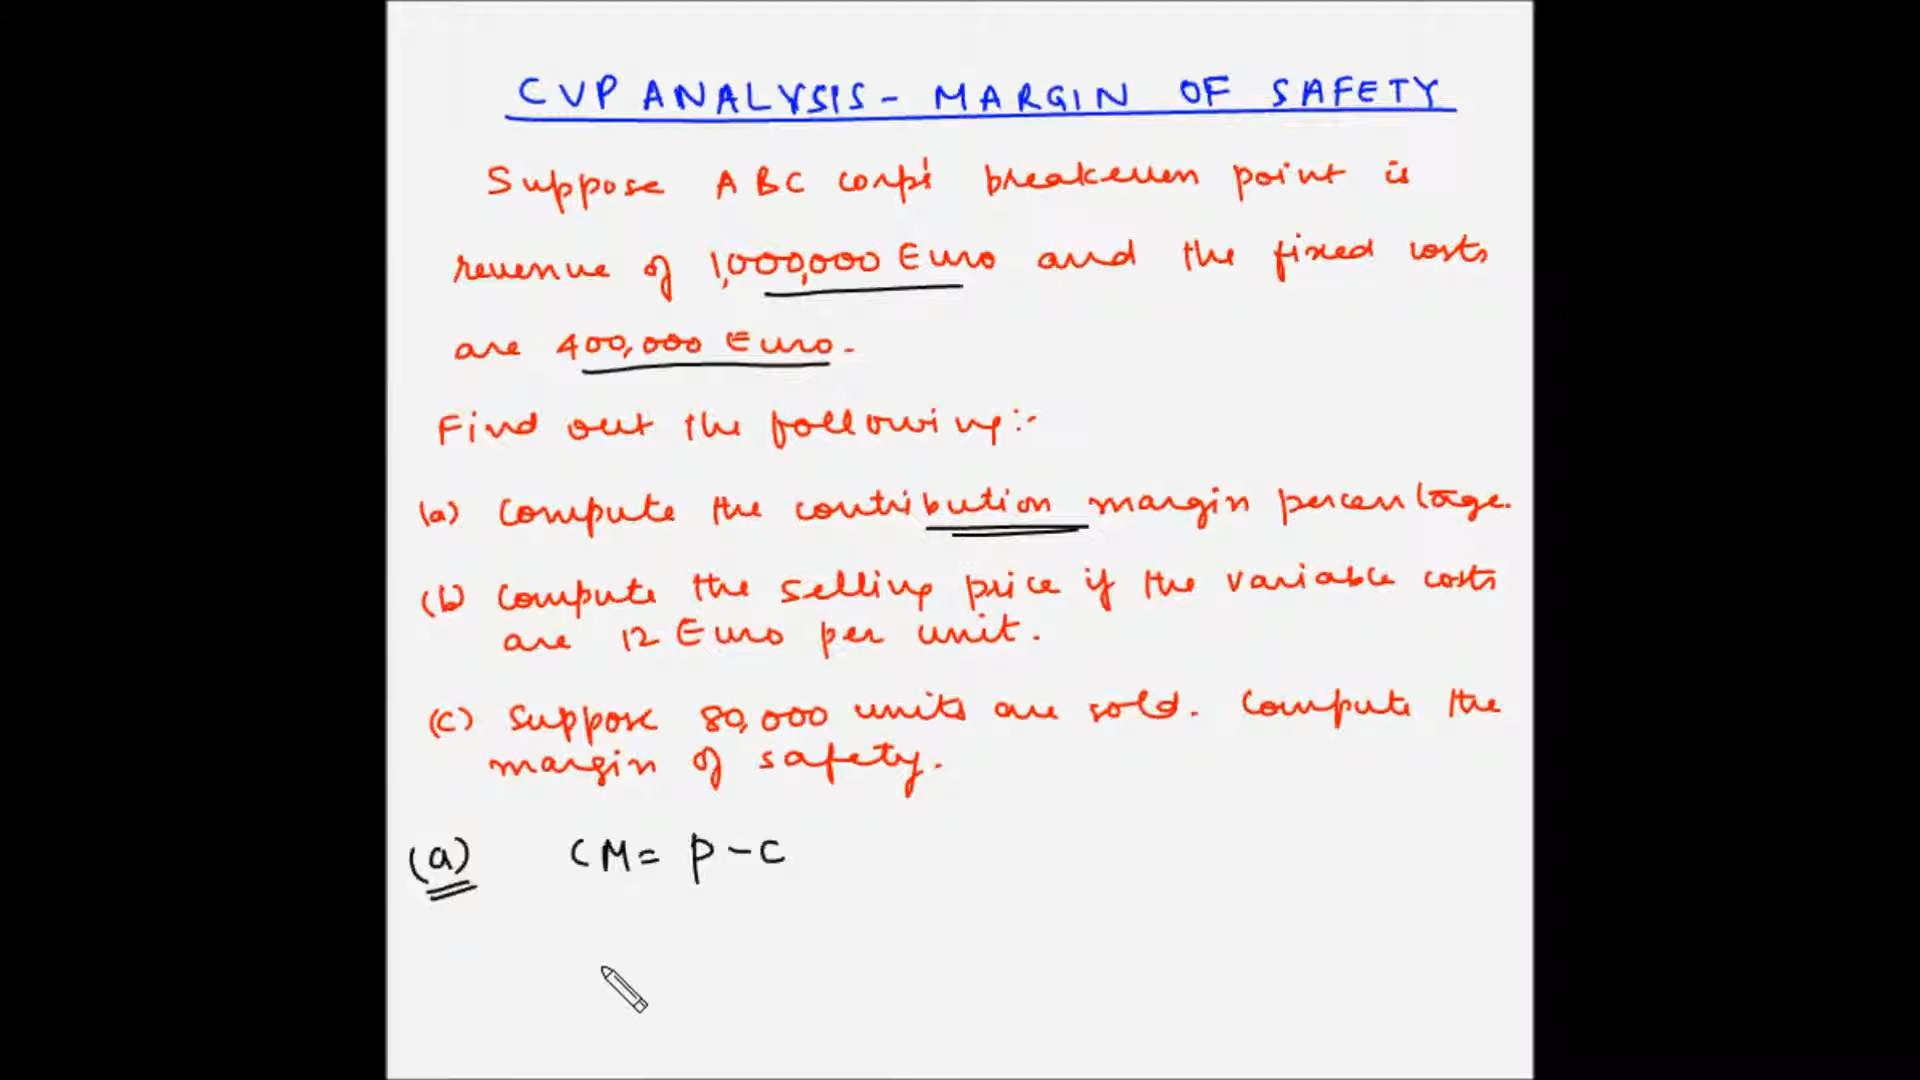 CVP ANALYSIS - MARGIN OF SAFETY
Suppose ABC corp's breakeven point is
revenue of 1,000,000 Euro and the fixed costs
are 400,000 Euro.
Find out the following:-
(a) Compute the contribution margin percentage.
(b) Compute the selling price if the variable costs
are 12 Euro per unit.
(c) Suppose 80,000 units are sold. Compute the
margin of safety.
(a) CM = P - C